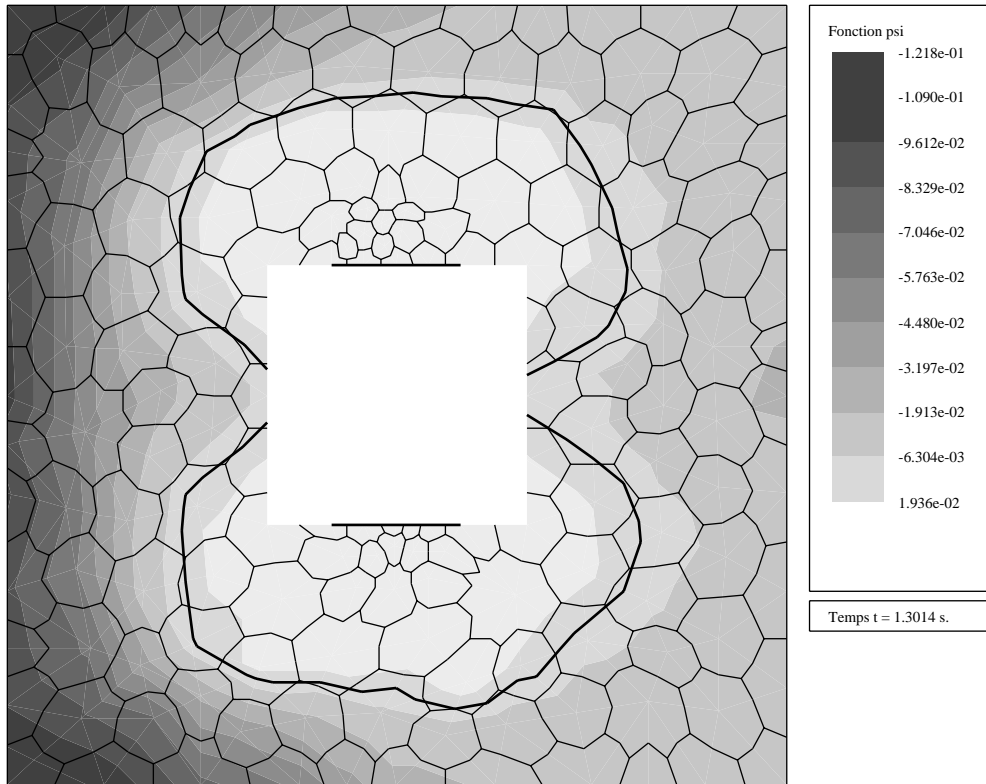 Fonction psi
-1.218e-01
-1.090e-01
-9.612e-02
-8.329e-02
-7.046e-02
-5.763e-02
-4.480e-02
-3.197e-02
-1.913e-02
-6.304e-03
1.936e-02
Temps t = 1.3014 s.